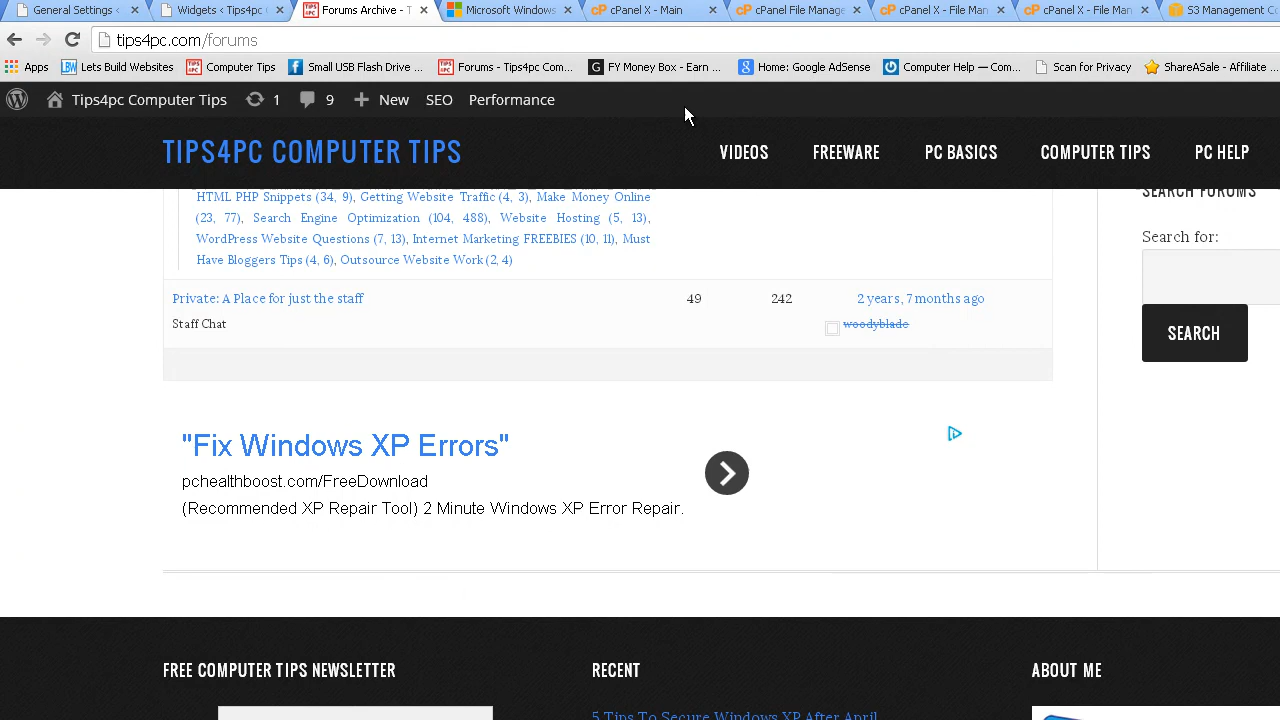 General Settings ‹
Widgets ‹ Tips4pc
Forums Archive - T
Microsoft Windows
cPanel X - Main
cPanel File Manage
cPanel X - File Man
cPanel X - File Man
S3 Management Co
tips4pc.com/forums
Apps
Lets Build Websites
Computer Tips
Small USB Flash Drive ...
Forums - Tips4pc Com...
FY Money Box - Earn...
Home: Google AdSense
Computer Help — Com...
Scan for Privacy
ShareASale - Affiliate ...
Tips4pc Computer Tips
1
9
New
SEO
Performance
TIPS4PC COMPUTER TIPS
VIDEOS
FREEWARE
PC BASICS
COMPUTER TIPS
PC HELP
HTML PHP Snippets (34, 9), Getting Website Traffic (4, 3), Make Money Online
(23, 77), Search Engine Optimization (104, 488), Website Hosting (5, 13),
WordPress Website Questions (7, 13), Internet Marketing FREEBIES (10, 11), Must
Have Bloggers Tips (4, 6), Outsource Website Work (2, 4)
Private: A Place for just the staff
49
242
2 years, 7 months ago
Staff Chat
woodyblade
SEARCH FORUMS
Search for:
SEARCH
"Fix Windows XP Errors"
pchealthboost.com/FreeDownload
(Recommended XP Repair Tool) 2 Minute Windows XP Error Repair.
FREE COMPUTER TIPS NEWSLETTER
RECENT
ABOUT ME
5 Tips To Secure Windows XP After April